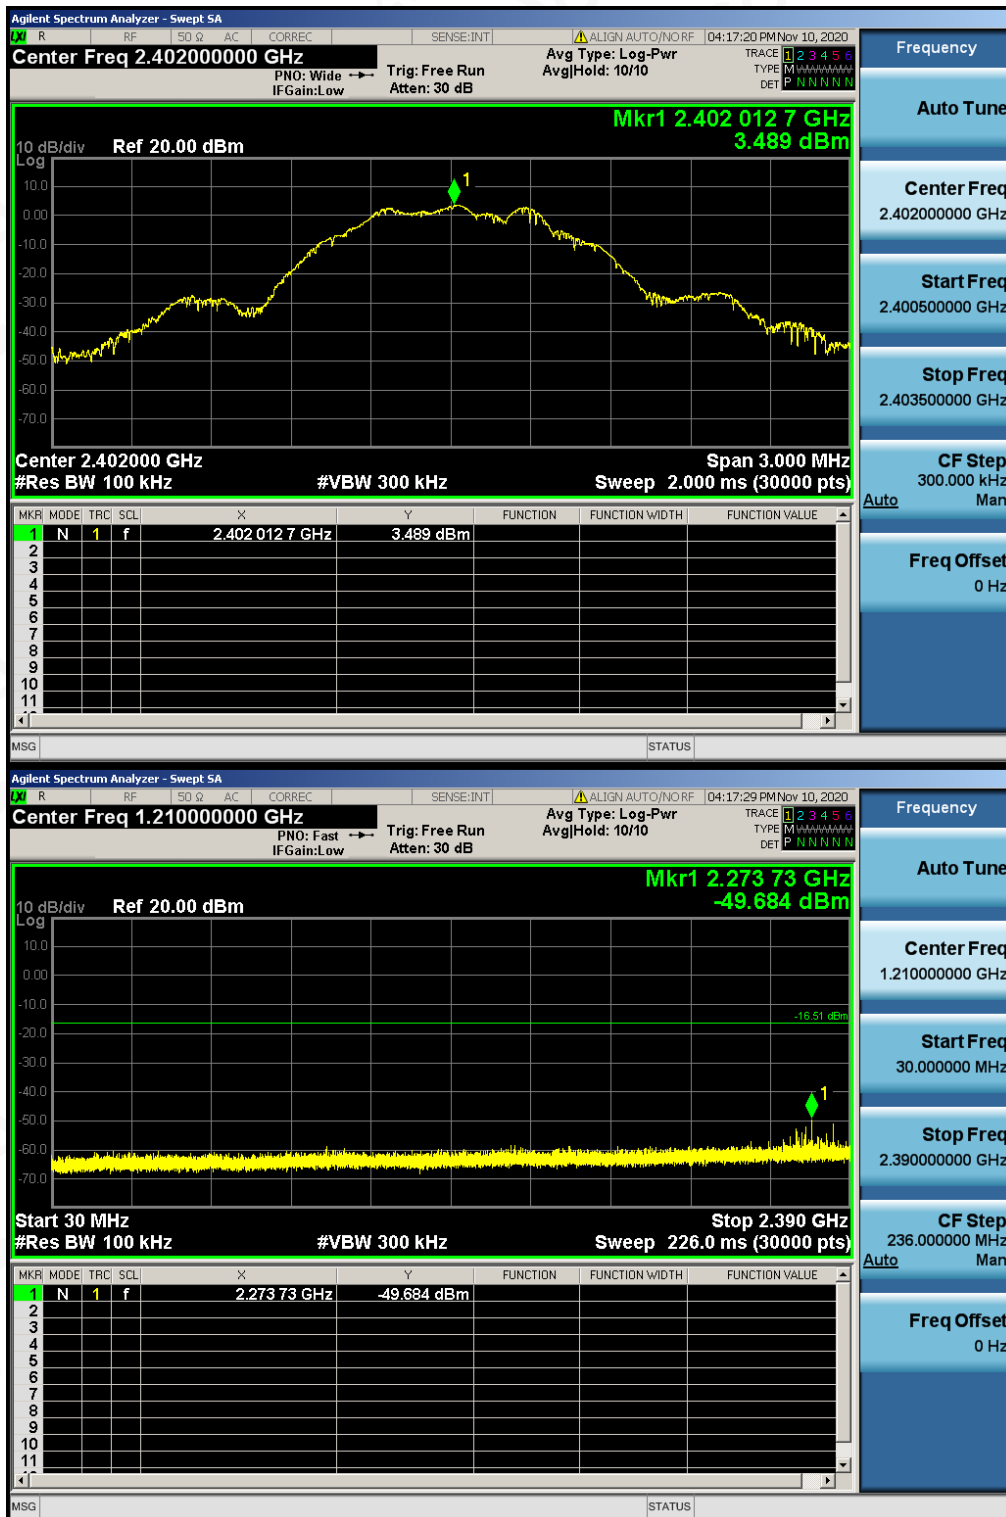 Agilent Spectrum Analyzer - Swept SA
LXI R RF 50 Ω AC CORREC SENSE:INT ALIGN AUTO/NO RF 04:17:20 PM Nov 10, 2020
Center Freq 2.402000000 GHz
PNO: Wide
IFGain:Low
Trig: Free Run
Atten: 30 dB
Avg Type: Log-Pwr
Avg|Hold: 10/10
TRACE 1 2 3 4 5 6
TYPE M
DET P N N N N N
Mkr1 2.402 012 7 GHz
3.489 dBm
10 dB/div Ref 20.00 dBm
Log
10.0
0.00
-10.0
-20.0
-30.0
-40.0
-50.0
-60.0
-70.0
1
Center 2.402000 GHz Span 3.000 MHz
#Res BW 100 kHz #VBW 300 kHz Sweep 2.000 ms (30000 pts)
MKR MODE TRC SCL X Y FUNCTION FUNCTION WIDTH FUNCTION VALUE
1 N 1 f 2.402 012 7 GHz 3.489 dBm
2
3
4
5
6
7
8
9
10
11
MSG STATUS
Frequency
Auto Tune
Center Freq
2.402000000 GHz
Start Freq
2.400500000 GHz
Stop Freq
2.403500000 GHz
CF Step
300.000 kHz
Auto Man
Freq Offset
0 Hz
Agilent Spectrum Analyzer - Swept SA
LXI R RF 50 Ω AC CORREC SENSE:INT ALIGN AUTO/NO RF 04:17:29 PM Nov 10, 2020
Center Freq 1.210000000 GHz
PNO: Fast
IFGain:Low
Trig: Free Run
Atten: 30 dB
Avg Type: Log-Pwr
Avg|Hold: 10/10
TRACE 1 2 3 4 5 6
TYPE M
DET P N N N N N
Mkr1 2.273 73 GHz
-49.684 dBm
10 dB/div Ref 20.00 dBm
Log
10.0
0.00
-10.0
-20.0
-30.0
-40.0
-50.0
-60.0
-70.0
-16.51 dBm
1
Start 30 MHz Stop 2.390 GHz
#Res BW 100 kHz #VBW 300 kHz Sweep 226.0 ms (30000 pts)
MKR MODE TRC SCL X Y FUNCTION FUNCTION WIDTH FUNCTION VALUE
1 N 1 f 2.273 73 GHz -49.684 dBm
2
3
4
5
6
7
8
9
10
11
MSG STATUS
Frequency
Auto Tune
Center Freq
1.210000000 GHz
Start Freq
30.000000 MHz
Stop Freq
2.390000000 GHz
CF Step
236.000000 MHz
Auto Man
Freq Offset
0 Hz